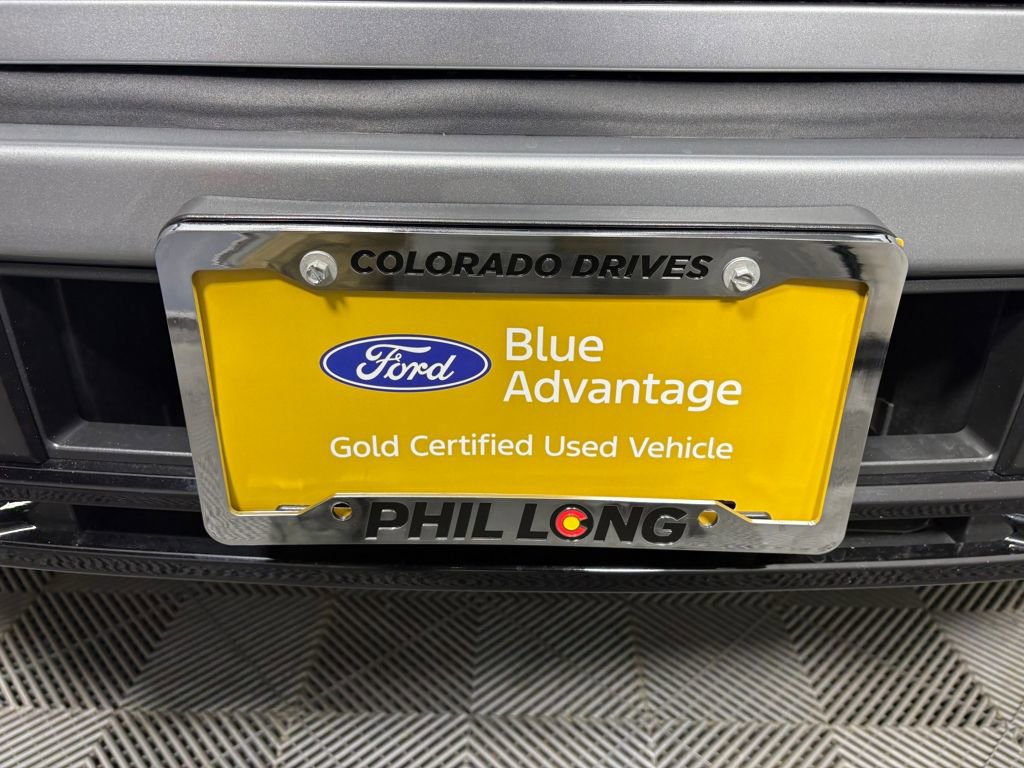 COLORADO DRIVES
Ford
Blue
Advantage
Gold Certified Used Vehicle
PHIL LONG